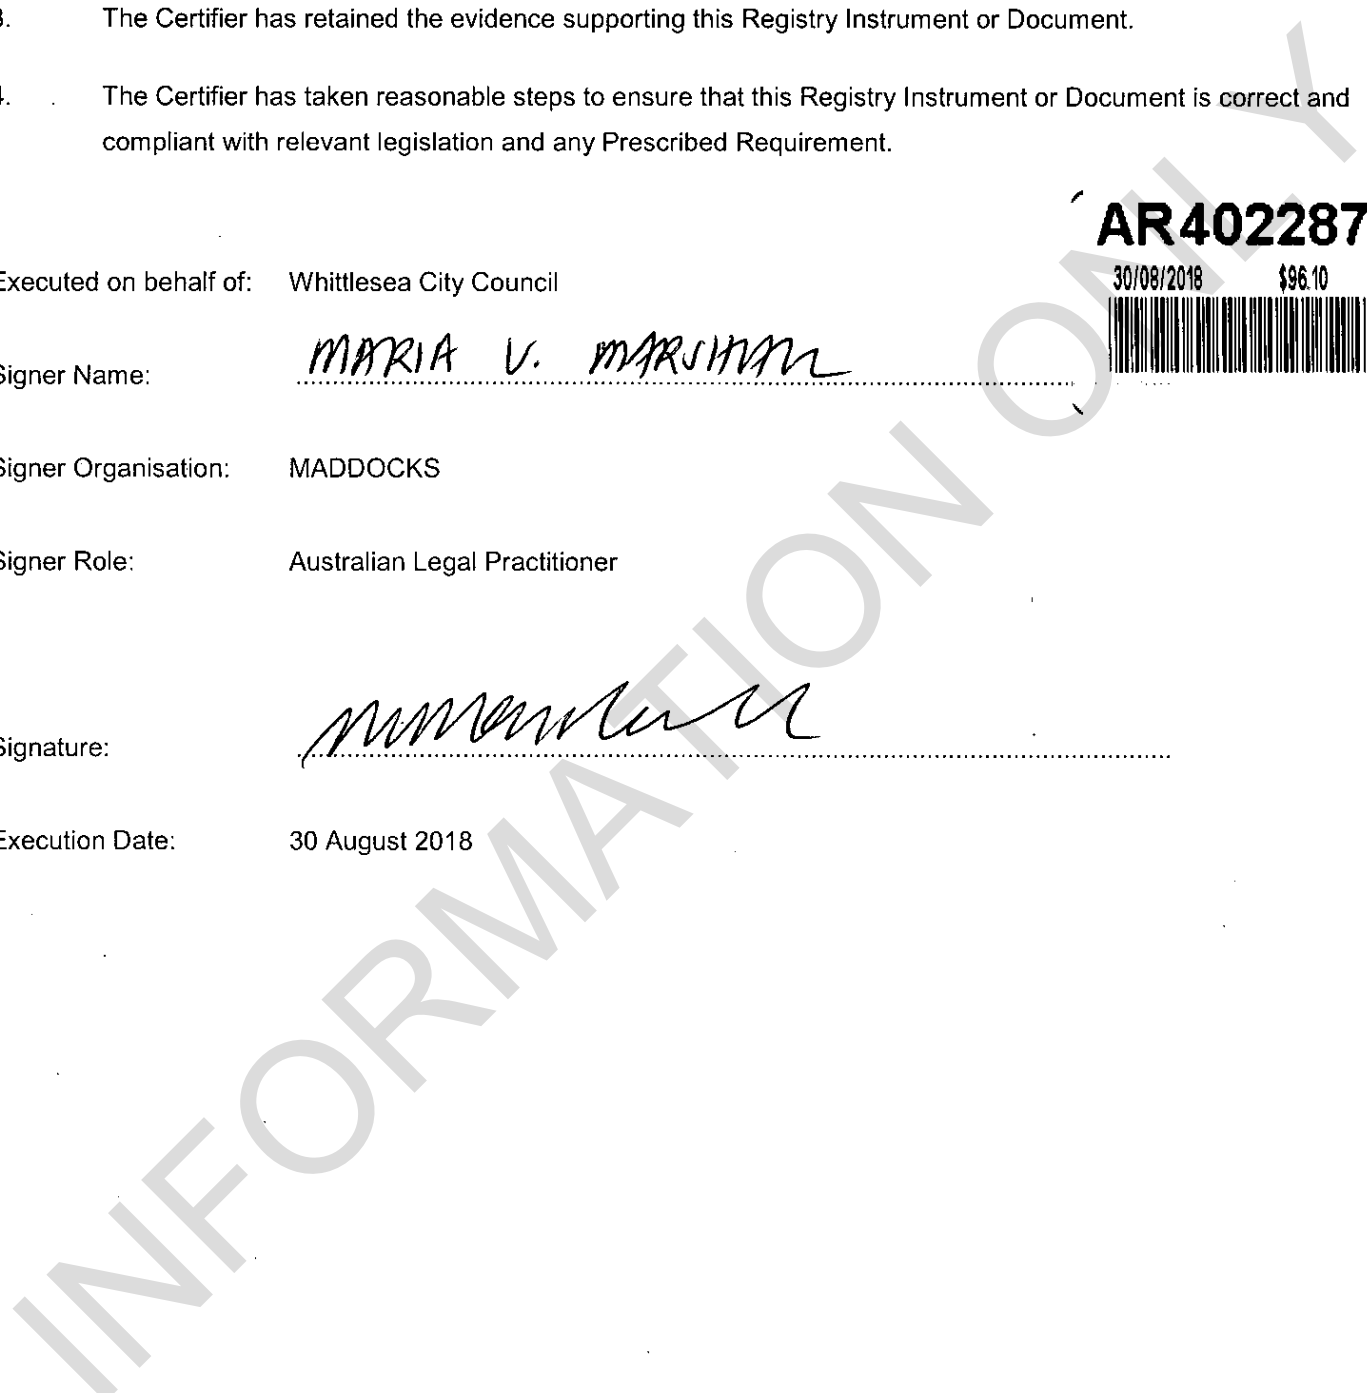 3. The Certifier has retained the evidence supporting this Registry Instrument or Document.
4. The Certifier has taken reasonable steps to ensure that this Registry Instrument or Document is correct and
compliant with relevant legislation and any Prescribed Requirement.
AR402287
30/08/2018 $96.10
Executed on behalf of: Whittlesea City Council
Signer Name: MARIA V. MARSHALL
Signer Organisation: MADDOCKS
Signer Role: Australian Legal Practitioner
Signature:
Execution Date: 30 August 2018
INFORMATION ONLY